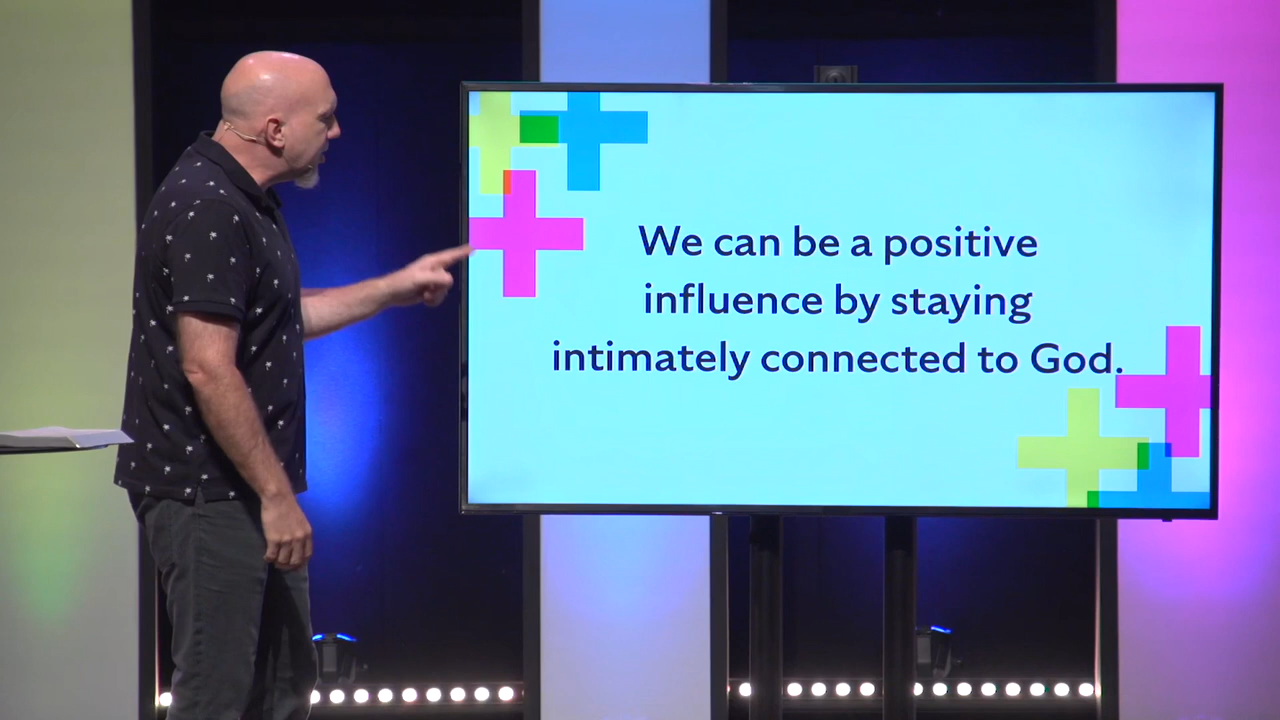 We can be a positive
influence by staying
intimately connected to God.